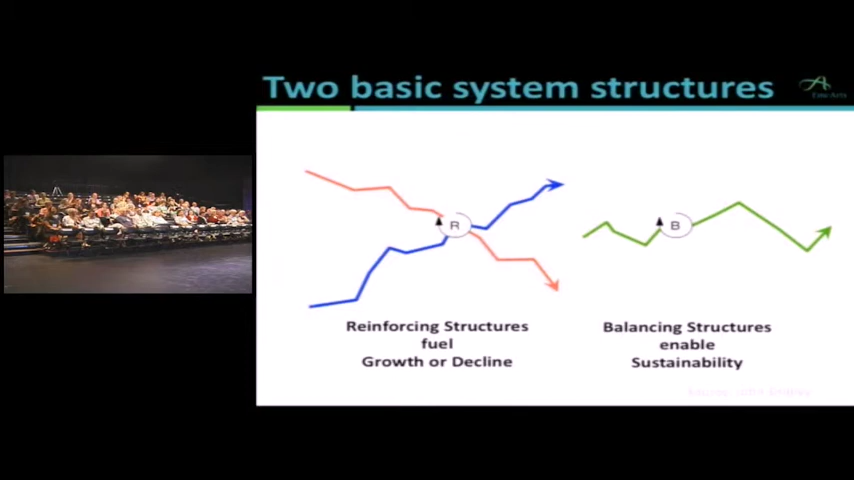 Two basic system structures
R
B
Reinforcing Structures
fuel
Growth or Decline
Balancing Structures
enable
Sustainability